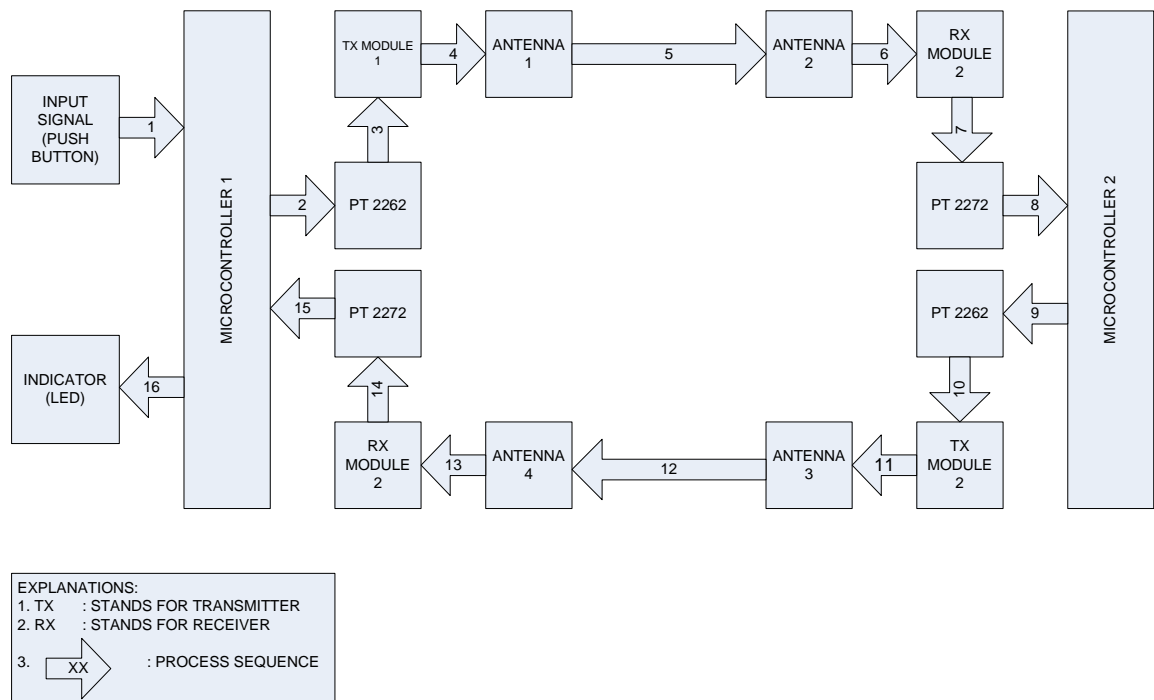 TX MODULE
1
4
ANTENNA
1
5
ANTENNA
2
6
RX
MODULE
2
INPUT
SIGNAL
(PUSH
BUTTON)
1
MICROCONTROLLER 1
3
7
2
PT 2262
PT 2272
8
MICROCONTROLLER 2
15
PT 2272
PT 2262
9
INDICATOR
(LED)
16
14
10
RX
MODULE
2
13
ANTENNA
4
12
ANTENNA
3
11
TX
MODULE
2
EXPLANATIONS:
1. TX : STANDS FOR TRANSMITTER
2. RX : STANDS FOR RECEIVER
3. XX : PROCESS SEQUENCE